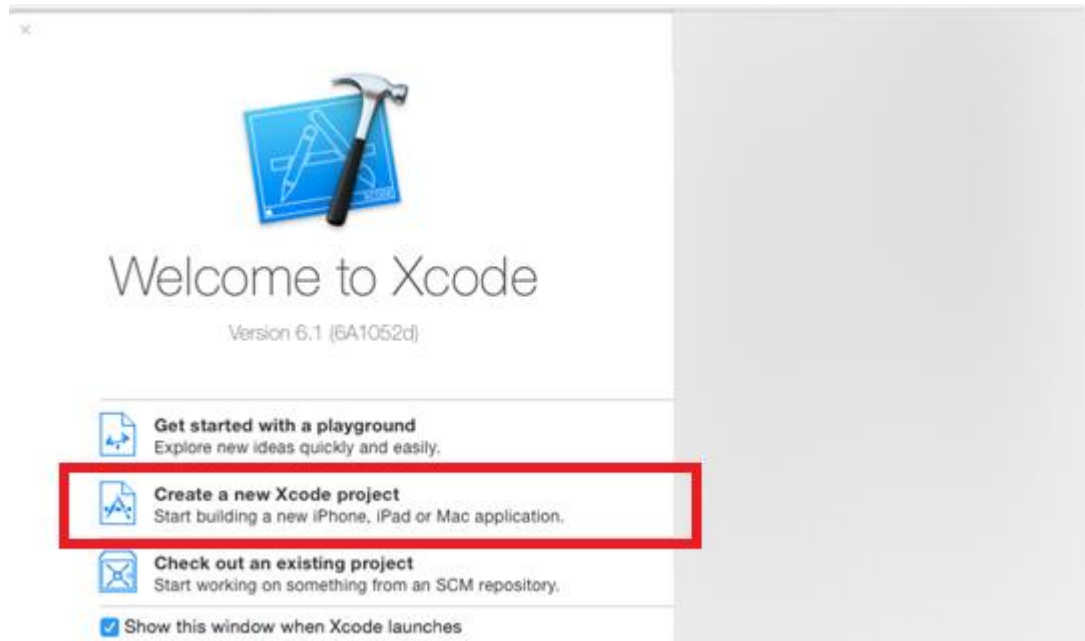 Welcome to Xcode
Version 6.1 (6A1052d)
Get started with a playground
Explore new ideas quickly and easily.
Create a new Xcode project
Start building a new iPhone, iPad or Mac application.
Check out an existing project
Start working on something from an SCM repository.
Show this window when Xcode launches